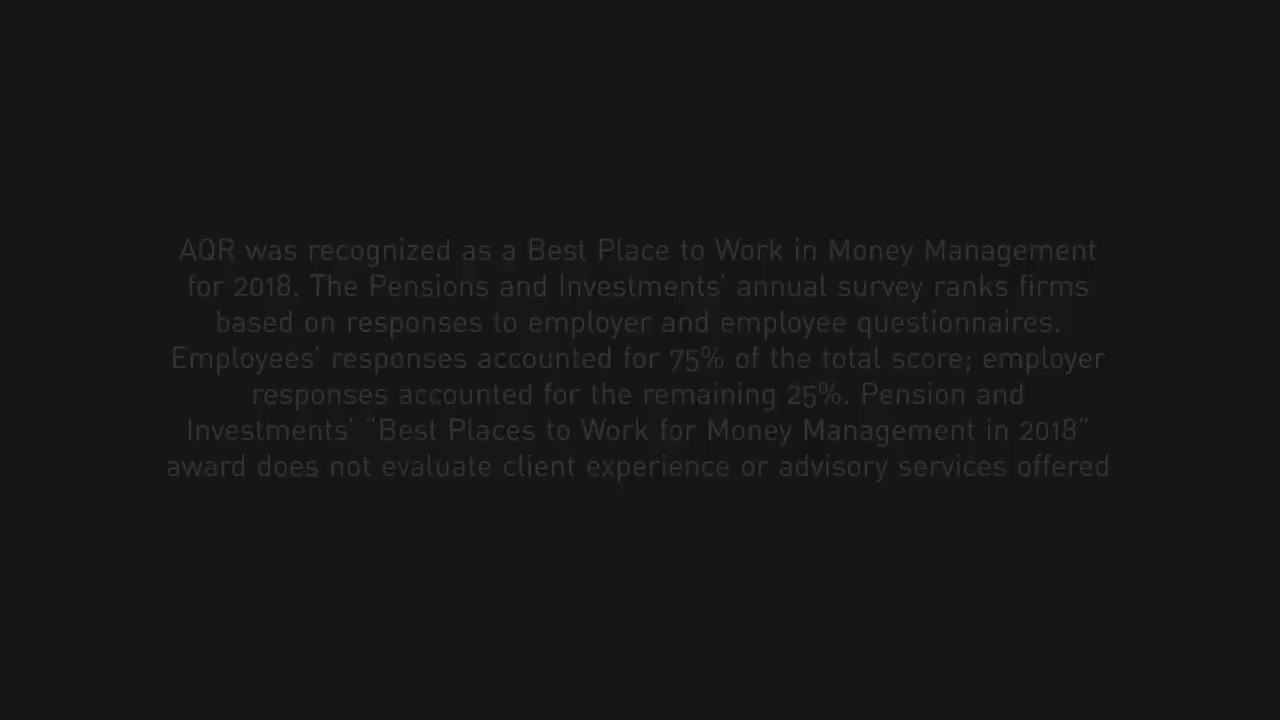 AQR was recognized as a Best Place to Work in Money Management
for 2018. The Pensions and Investments' annual survey ranks firms
based on responses to employer and employee questionnaires.
Employees' responses accounted for 75% of the total score; employer
responses accounted for the remaining 25%. Pension and
Investments' "Best Places to Work for Money Management in 2018"
award does not evaluate client experience or advisory services offered